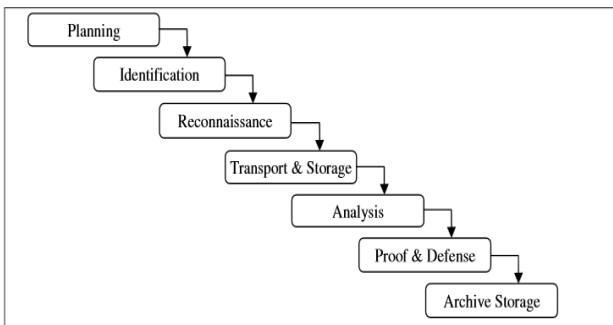 Planning
Identification
Reconnaissance
Transport & Storage
Analysis
Proof & Defense
Archive Storage